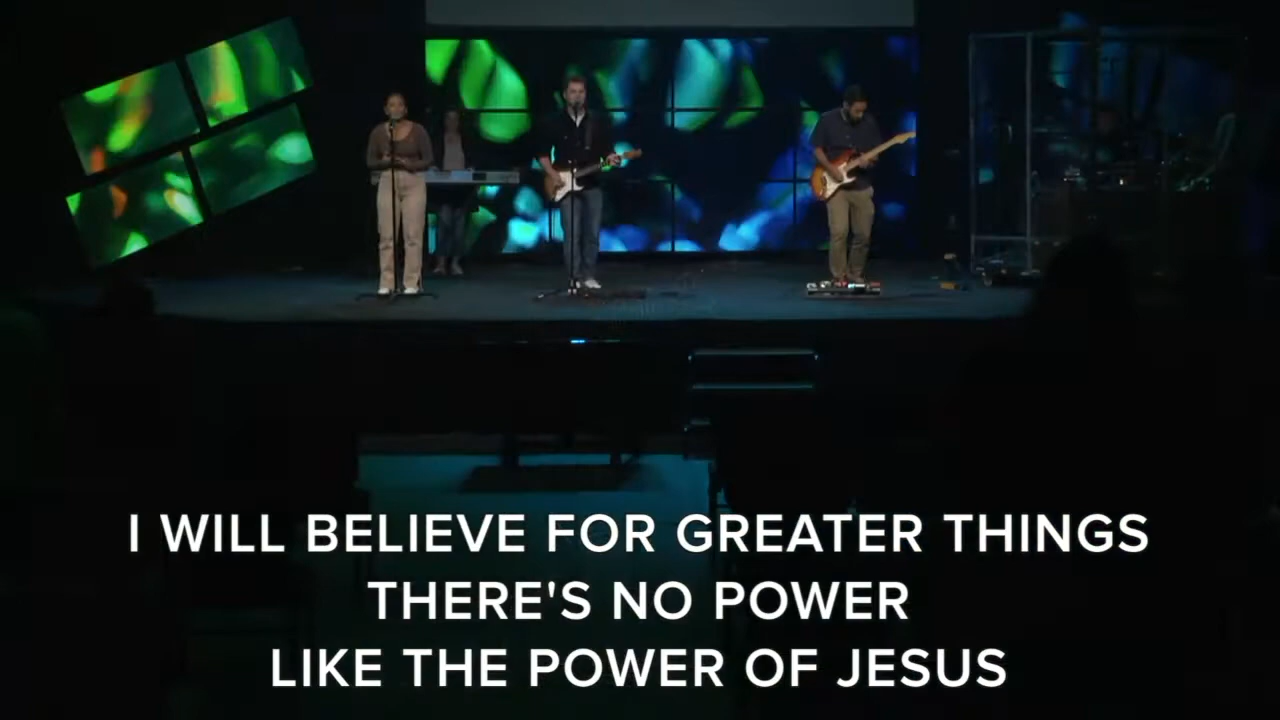 I WILL BELIEVE FOR GREATER THINGS
THERE'S NO POWER
LIKE THE POWER OF JESUS